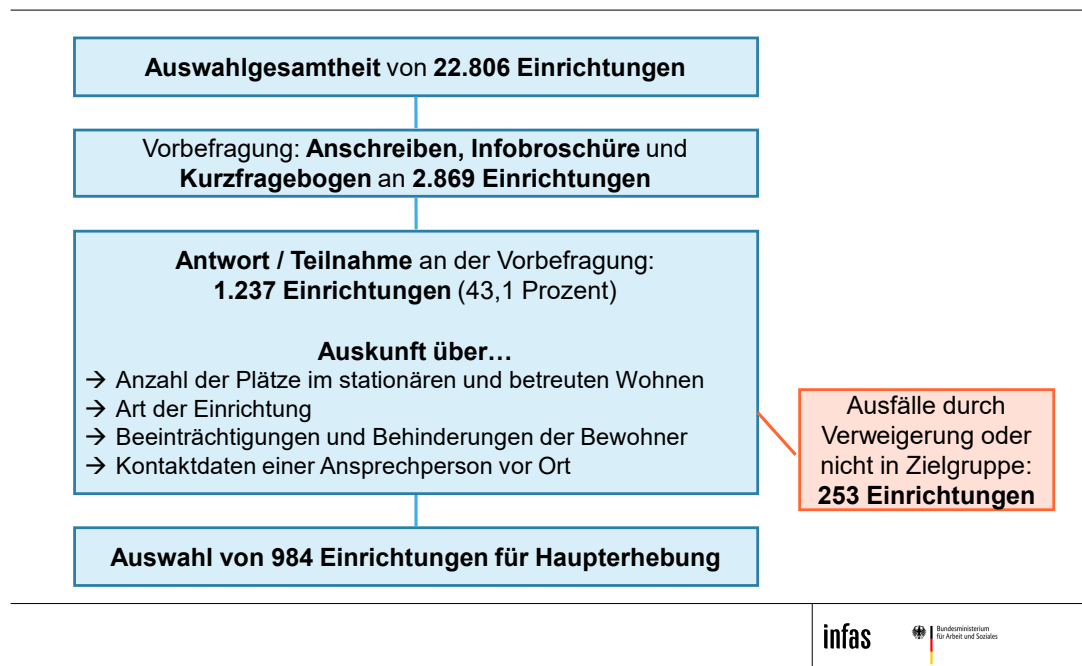 Auswahlgesamtheit von 22.806 Einrichtungen
Vorbefragung: Anschreiben, Infobroschüre und
Kurzfragebogen an 2.869 Einrichtungen
Antwort / Teilnahme an der Vorbefragung:
1.237 Einrichtungen (43,1 Prozent)
Auskunft über…
→ Anzahl der Plätze im stationären und betreuten Wohnen
→ Art der Einrichtung
→ Beeinträchtigungen und Behinderungen der Bewohner
→ Kontaktdaten einer Ansprechperson vor Ort
Ausfälle durch
Verweigerung oder
nicht in Zielgruppe:
253 Einrichtungen
Auswahl von 984 Einrichtungen für Haupterhebung
infas
Bundesministerium
für Arbeit und Soziales